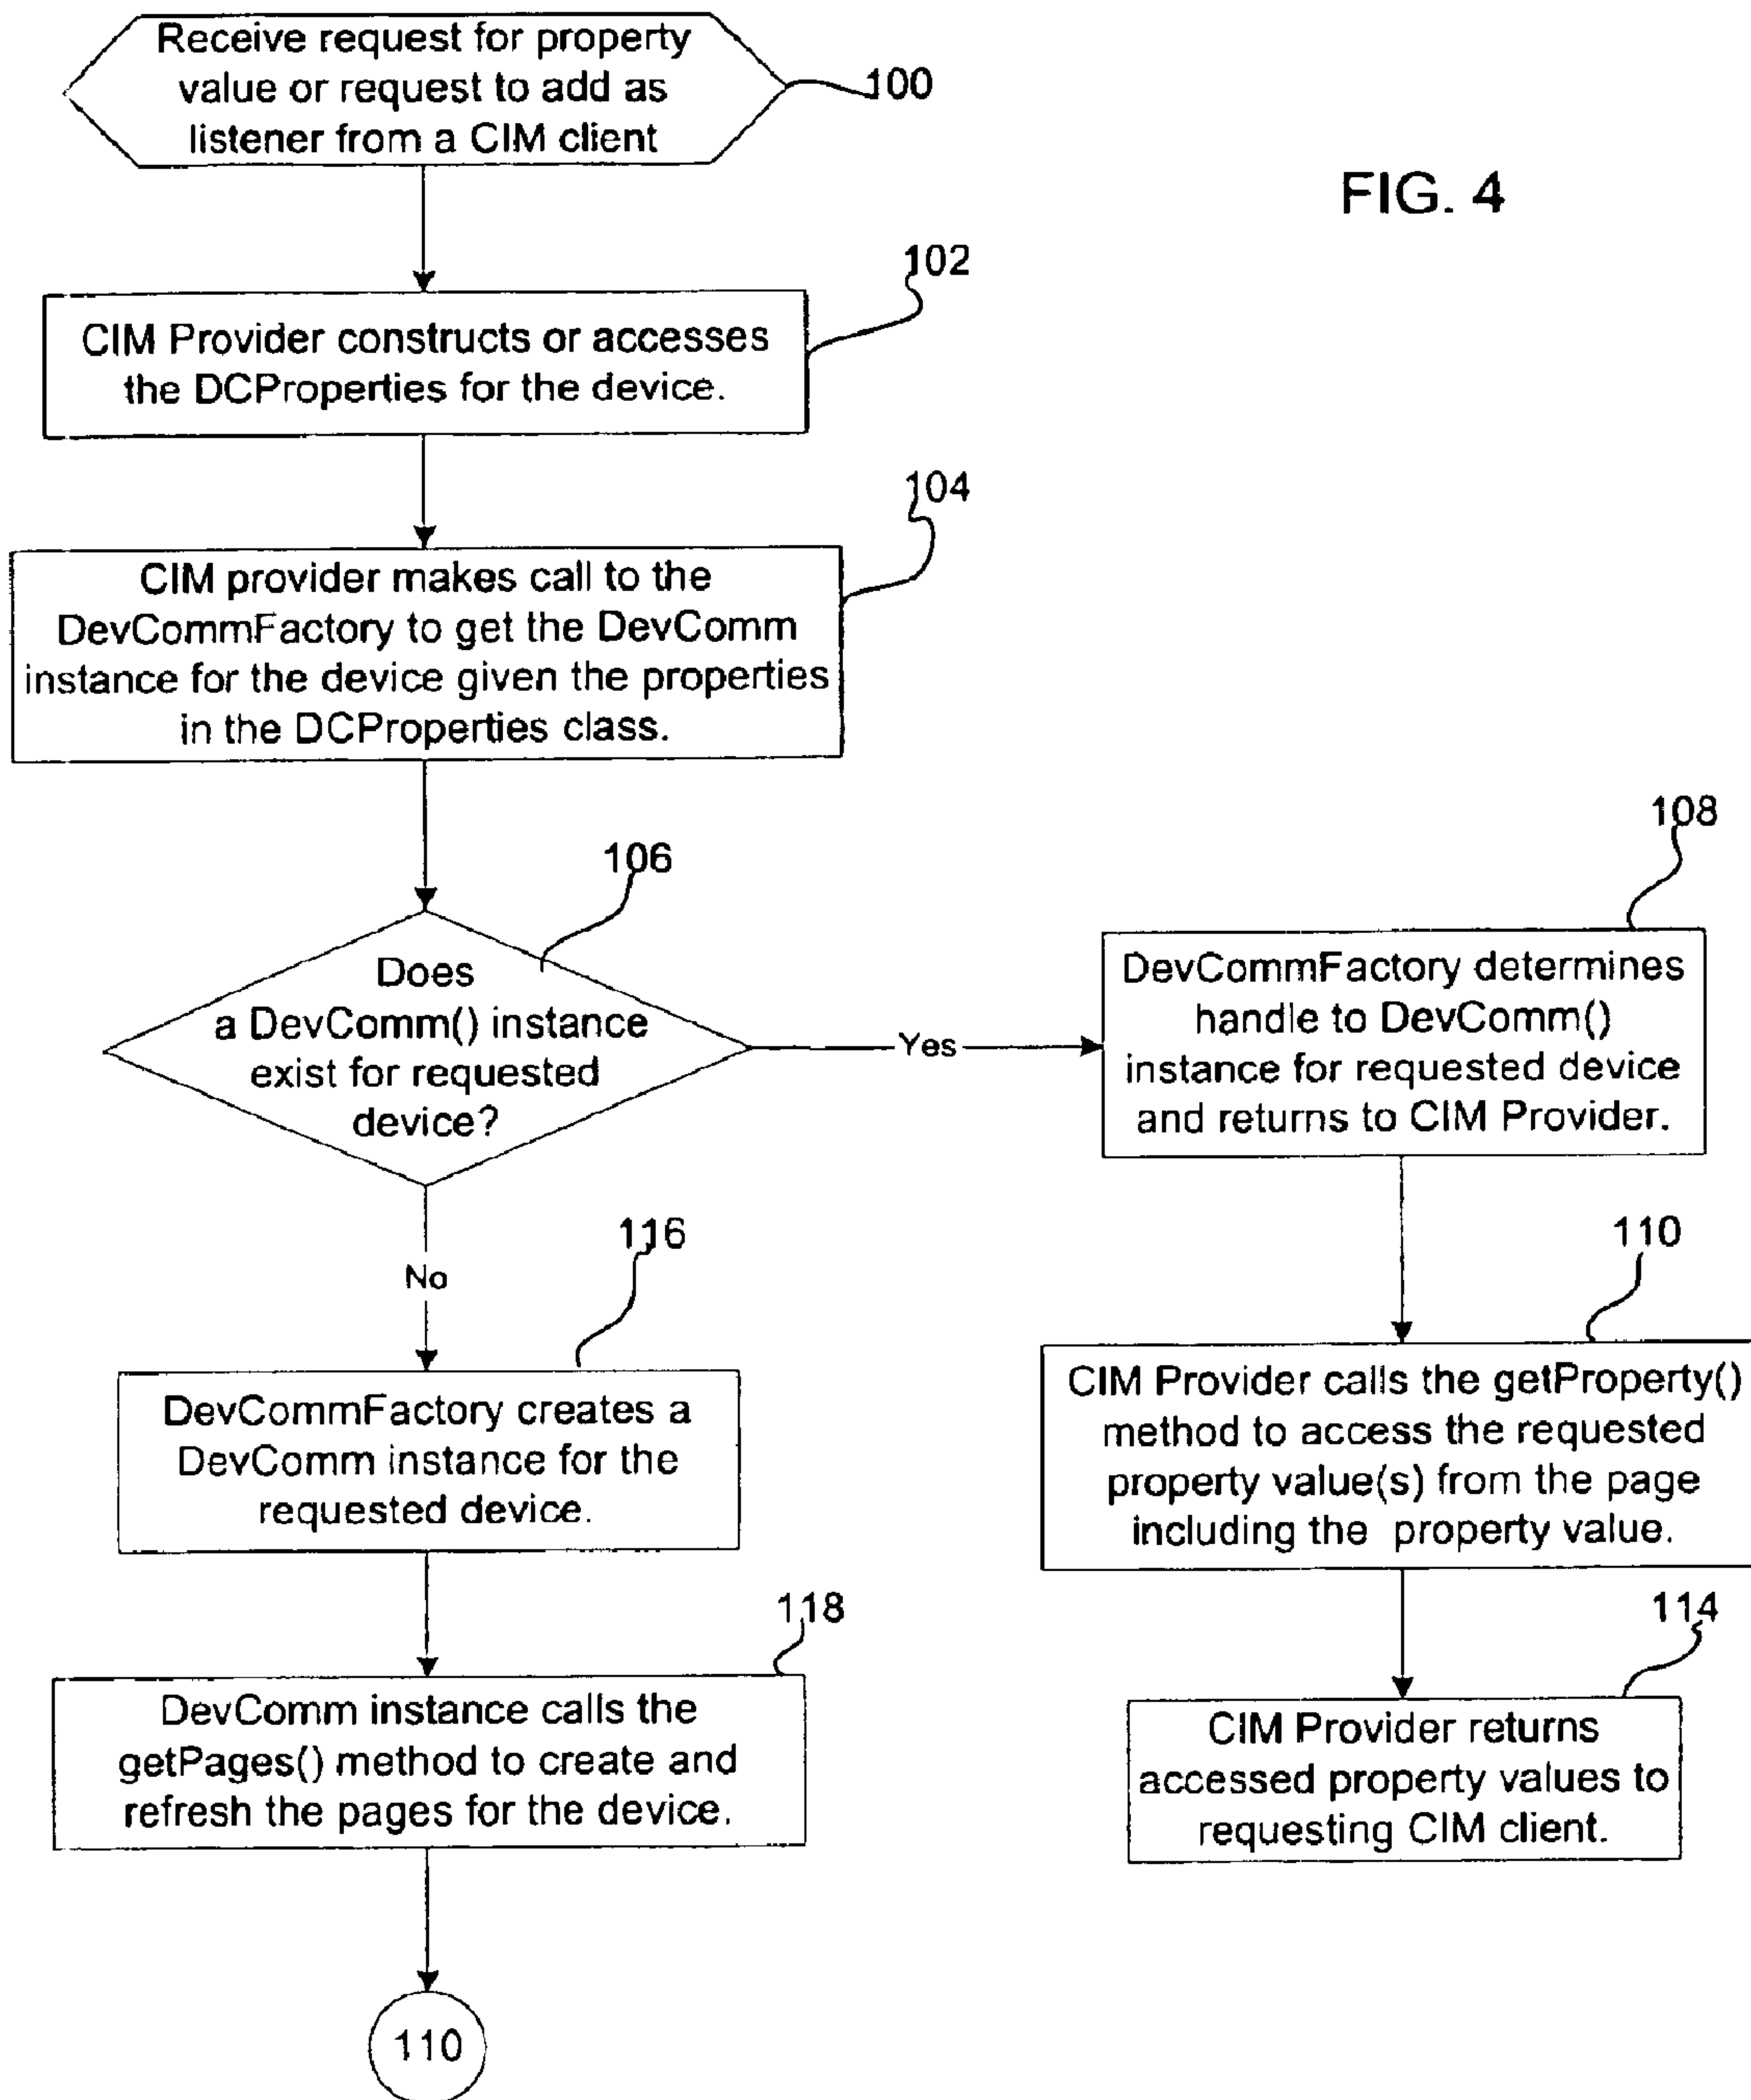 Receive request for property
value or request to add as
listener from a CIM client
100
FIG. 4
102
CIM Provider constructs or accesses
the DCProperties for the device.
104
CIM provider makes call to the
DevCommFactory to get the DevComm
instance for the device given the properties
in the DCProperties class.
106
Does
a DevComm() instance
exist for requested
device?
Yes
108
DevCommFactory determines
handle to DevComm()
instance for requested device
and returns to CIM Provider.
110
CIM Provider calls the getProperty()
method to access the requested
property value(s) from the page
including the property value.
114
CIM Provider returns
accessed property values to
requesting CIM client.
No
116
DevCommFactory creates a
DevComm instance for the
requested device.
118
DevComm instance calls the
getPages() method to create and
refresh the pages for the device.
110